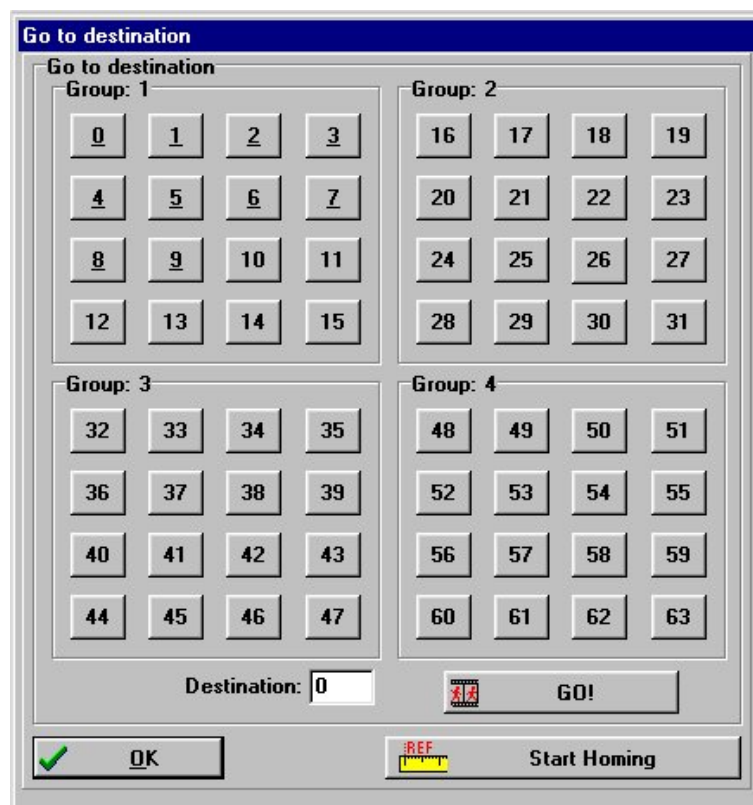 Go to destination
Go to destination
Group: 1
0 1 2 3
4 5 6 7
8 9 10 11
12 13 14 15
Group: 2
16 17 18 19
20 21 22 23
24 25 26 27
28 29 30 31
Group: 3
32 33 34 35
36 37 38 39
40 41 42 43
44 45 46 47
Group: 4
48 49 50 51
52 53 54 55
56 57 58 59
60 61 62 63
Destination: 0
GO!
OK
REF
Start Homing